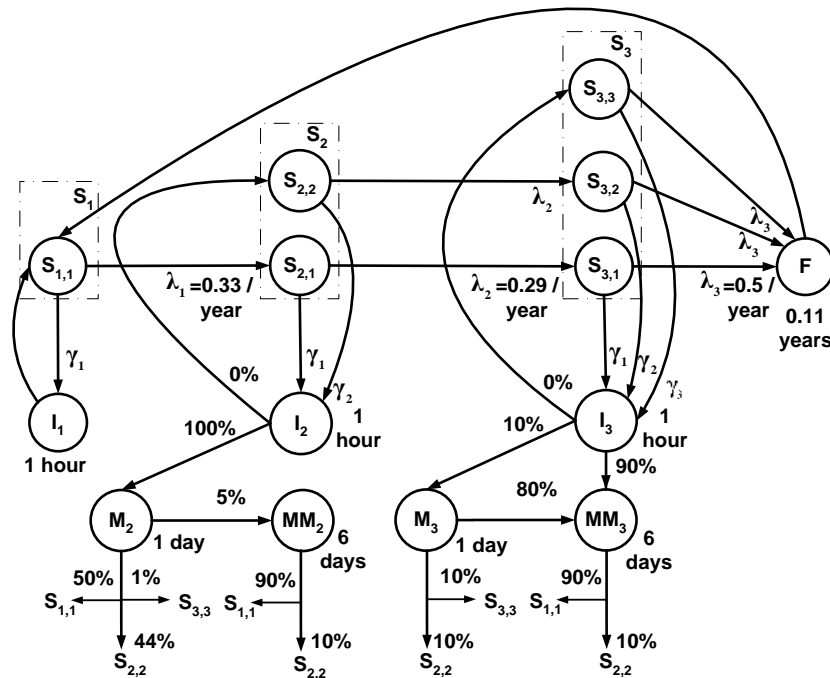 S3
S3,3
S2
S2,2
λ2
S3,2
S1
λ3
λ3
S1,1
S2,1
S3,1
F
λ1 =0.33 /
year
λ2 =0.29 /
year
λ3 =0.5 /
year
0.11
years
γ1
γ1
γ2
γ1
γ2
γ3
0%
0%
I1
1 hour
100%
I2
1
hour
10%
I3
1
hour
90%
M2
5%
MM2
1 day
6
days
M3
80%
MM3
1 day
6
days
50%
1%
S1,1
S3,3
44%
S2,2
90%
S1,1
10%
S2.2
10%
S3,3
10%
S2,2
90%
S1,1
10%
S2,2